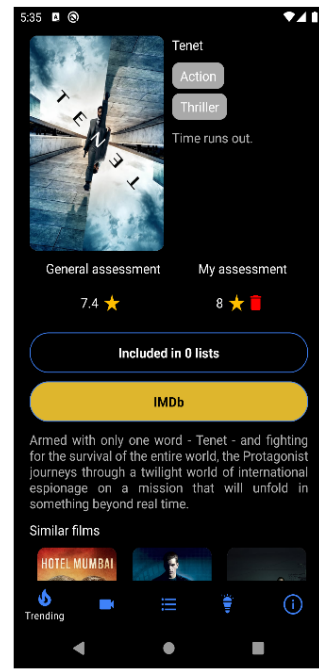 5:35
Tenet
Action
Thriller
Time runs out.
TENET
General assessment
My assessment
7.4
8
Included in 0 lists
IMDb
Armed with only one word - Tenet - and fighting
for the survival of the entire world, the Protagonist
journeys through a twilight world of international
espionage on a mission that will unfold in
something beyond real time.
Similar films
HOTEL MUMBAI
Trending